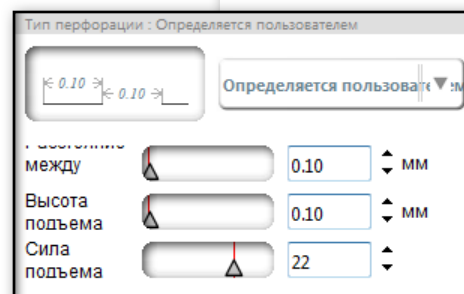 Тип перфорации : Определяется пользователем
0.10
0.10
Определяется пользовате
между
0.10 мм
Высота
подъема
0.10 мм
Сила
подъема
22